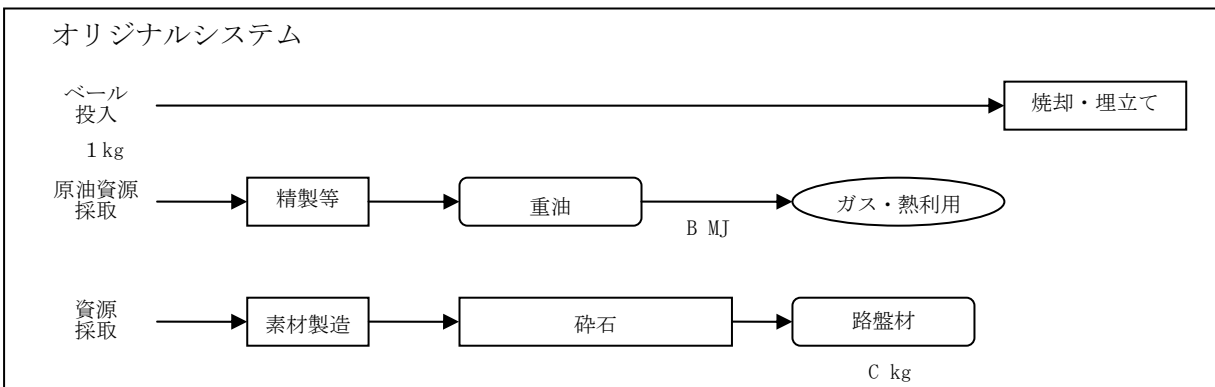 オリジナルシステム
ベール
投入
焼却・埋立て
１kg
原油資源
採取
精製等
重油
B MJ
ガス・熱利用
資源
採取
素材製造
砕石
路盤材
C kg